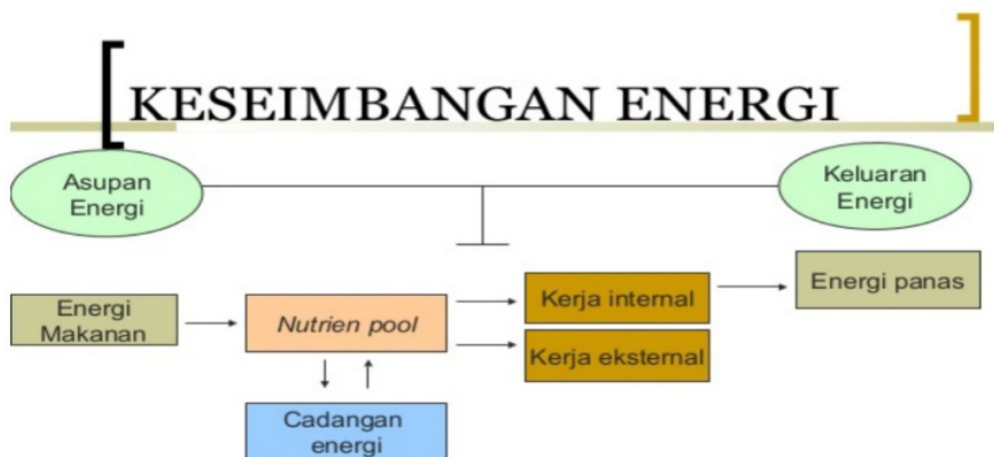 KESEIMBANGAN ENERGI
Asupan
Energi
Keluaran
Energi
Energi
Makanan
Nutrien pool
Kerja internal
Energi panas
Kerja eksternal
Cadangan
energi